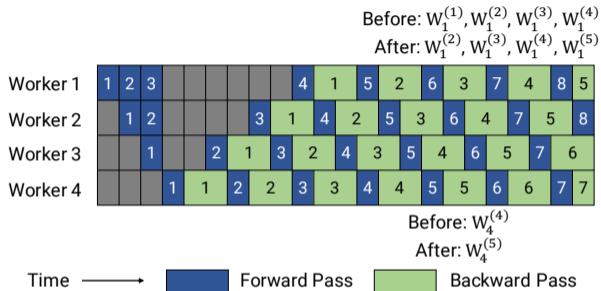 Before: W₁⁽¹⁾, W₁⁽²⁾, W₁⁽³⁾, W₁⁽⁴⁾
After: W₁⁽²⁾, W₁⁽³⁾, W₁⁽⁴⁾, W₁⁽⁵⁾
Worker 1 1 2 3 4 1 5 2 6 3 7 4 8 5
Worker 2 1 2 3 1 4 2 5 3 6 4 7 5 8
Worker 3 1 2 1 3 2 4 3 5 4 6 5 7 6
Worker 4 1 1 2 2 3 3 4 4 5 5 6 6 7 7
Before: W₄⁽⁴⁾
After: W₄⁽⁵⁾
Time Forward Pass Backward Pass